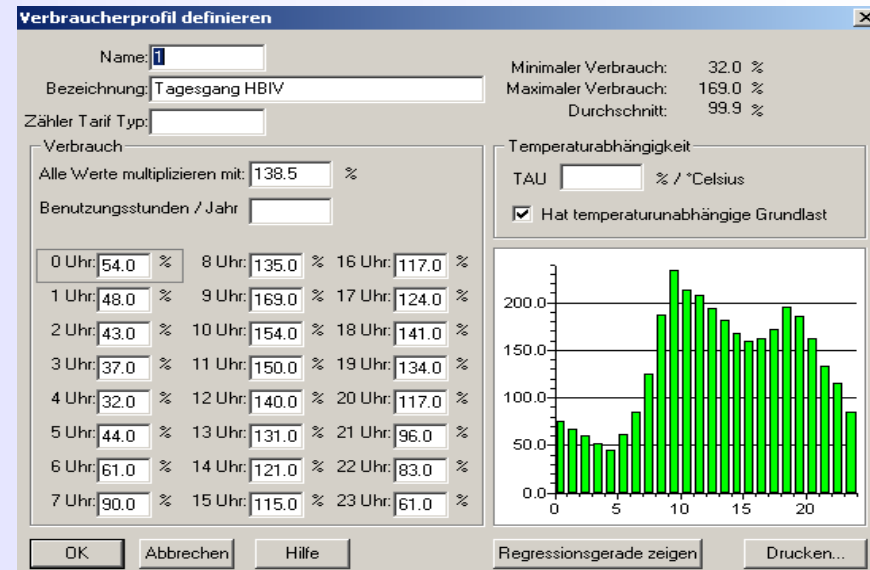 Verbraucherprofil definieren
Name: 1
Bezeichnung: Tagesgang HBIV
Zähler Tarif Typ:
Minimaler Verbrauch: 32.0 %
Maximaler Verbrauch: 169.0 %
Durchschnitt: 99.9 %
Verbrauch
Alle Werte multiplizieren mit: 138.5 %
Benutzungsstunden / Jahr
Temperaturabhängigkeit
TAU % / °Celsius
Hat temperaturunabhängige Grundlast
0 Uhr: 54.0 % 8 Uhr: 135.0 % 16 Uhr: 117.0 %
1 Uhr: 48.0 % 9 Uhr: 169.0 % 17 Uhr: 124.0 %
2 Uhr: 43.0 % 10 Uhr: 154.0 % 18 Uhr: 141.0 %
3 Uhr: 37.0 % 11 Uhr: 150.0 % 19 Uhr: 134.0 %
4 Uhr: 32.0 % 12 Uhr: 140.0 % 20 Uhr: 117.0 %
5 Uhr: 44.0 % 13 Uhr: 131.0 % 21 Uhr: 96.0 %
6 Uhr: 61.0 % 14 Uhr: 121.0 % 22 Uhr: 83.0 %
7 Uhr: 90.0 % 15 Uhr: 115.0 % 23 Uhr: 61.0 %
200.0
150.0
100.0
50.0
0.0
0 5 10 15 20
OK Abbrechen Hilfe Regressionsgerade zeigen Drucken...